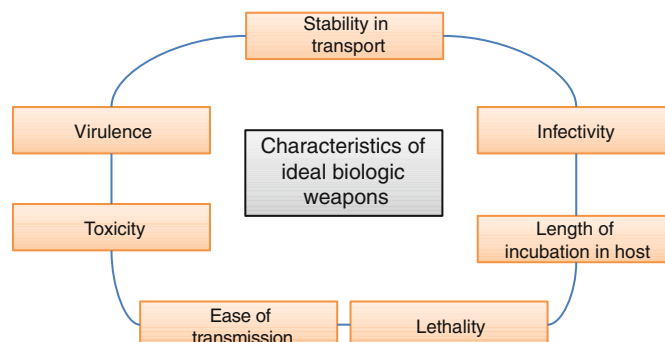 Stability in
transport
Virulence
Characteristics of
ideal biologic
weapons
Infectivity
Toxicity
Length of
incubation in host
Ease of
transmission
Lethality